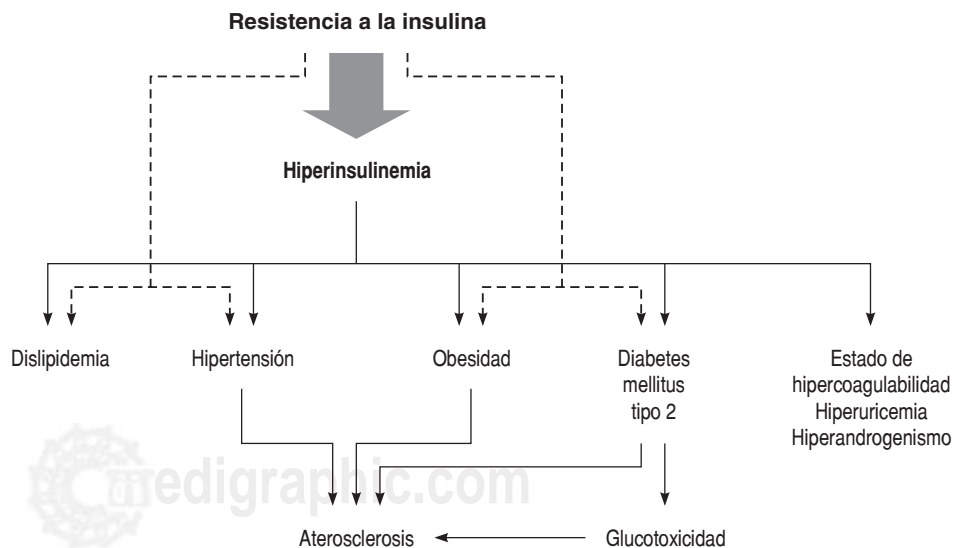 Resistencia a la insulina
Hiperinsulinemia
Dislipidemia
Hipertensión
Obesidad
Diabetes
mellitus
tipo 2
Estado de
hipercoagulabilidad
Hiperuricemia
Hiperandrogenismo
medigraphic.com
Aterosclerosis
Glucotoxicidad